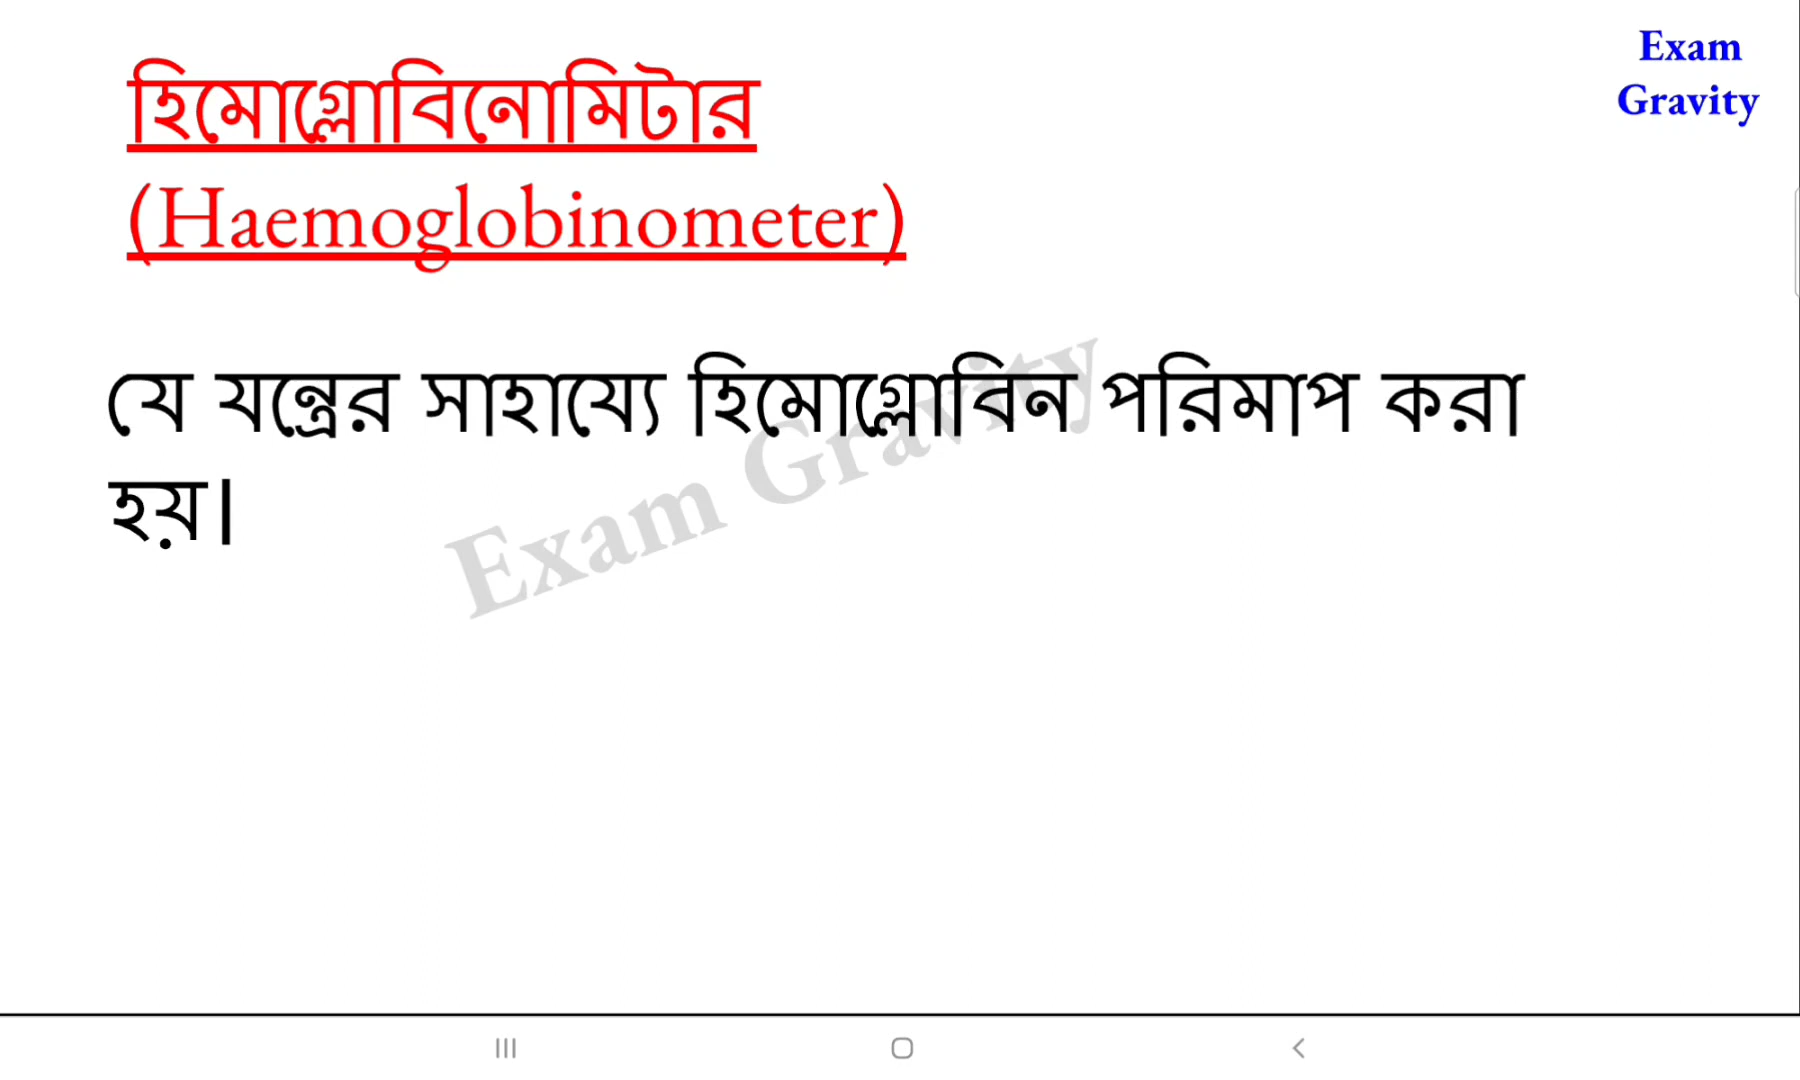 Exam
Gravity
হিমোগ্লোবিনোমিটার
(Haemoglobinometer)
যে যন্ত্রের সাহায্যে হিমোগ্লোবিন পরিমাপ করা
হয়।
Exam Gravity